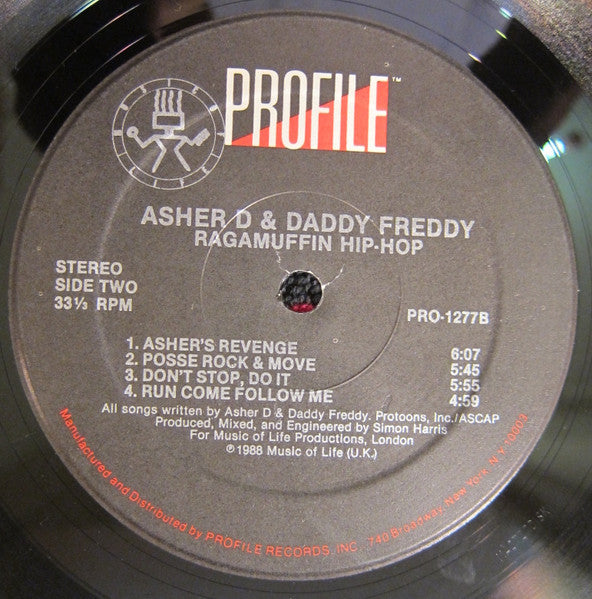 PROFILE™
ASHER D & DADDY FREDDY
RAGAMUFFIN HIP-HOP
STEREO
SIDE TWO
33⅓ RPM
PRO-1277B
1. ASHER'S REVENGE 6:07
2. POSSE ROCK & MOVE 5:45
3. DON'T STOP, DO IT 5:55
4. RUN COME FOLLOW ME 4:59
All songs written by Asher D & Daddy Freddy. Protoons, Inc./ASCAP
Produced, Mixed, and Engineered by Simon Harris
For Music of Life Productions, London
℗1988 Music of Life (U.K.)
Manufactured and Distributed by PROFILE RECORDS, INC., 740 Broadway, New York, N.Y. 10003